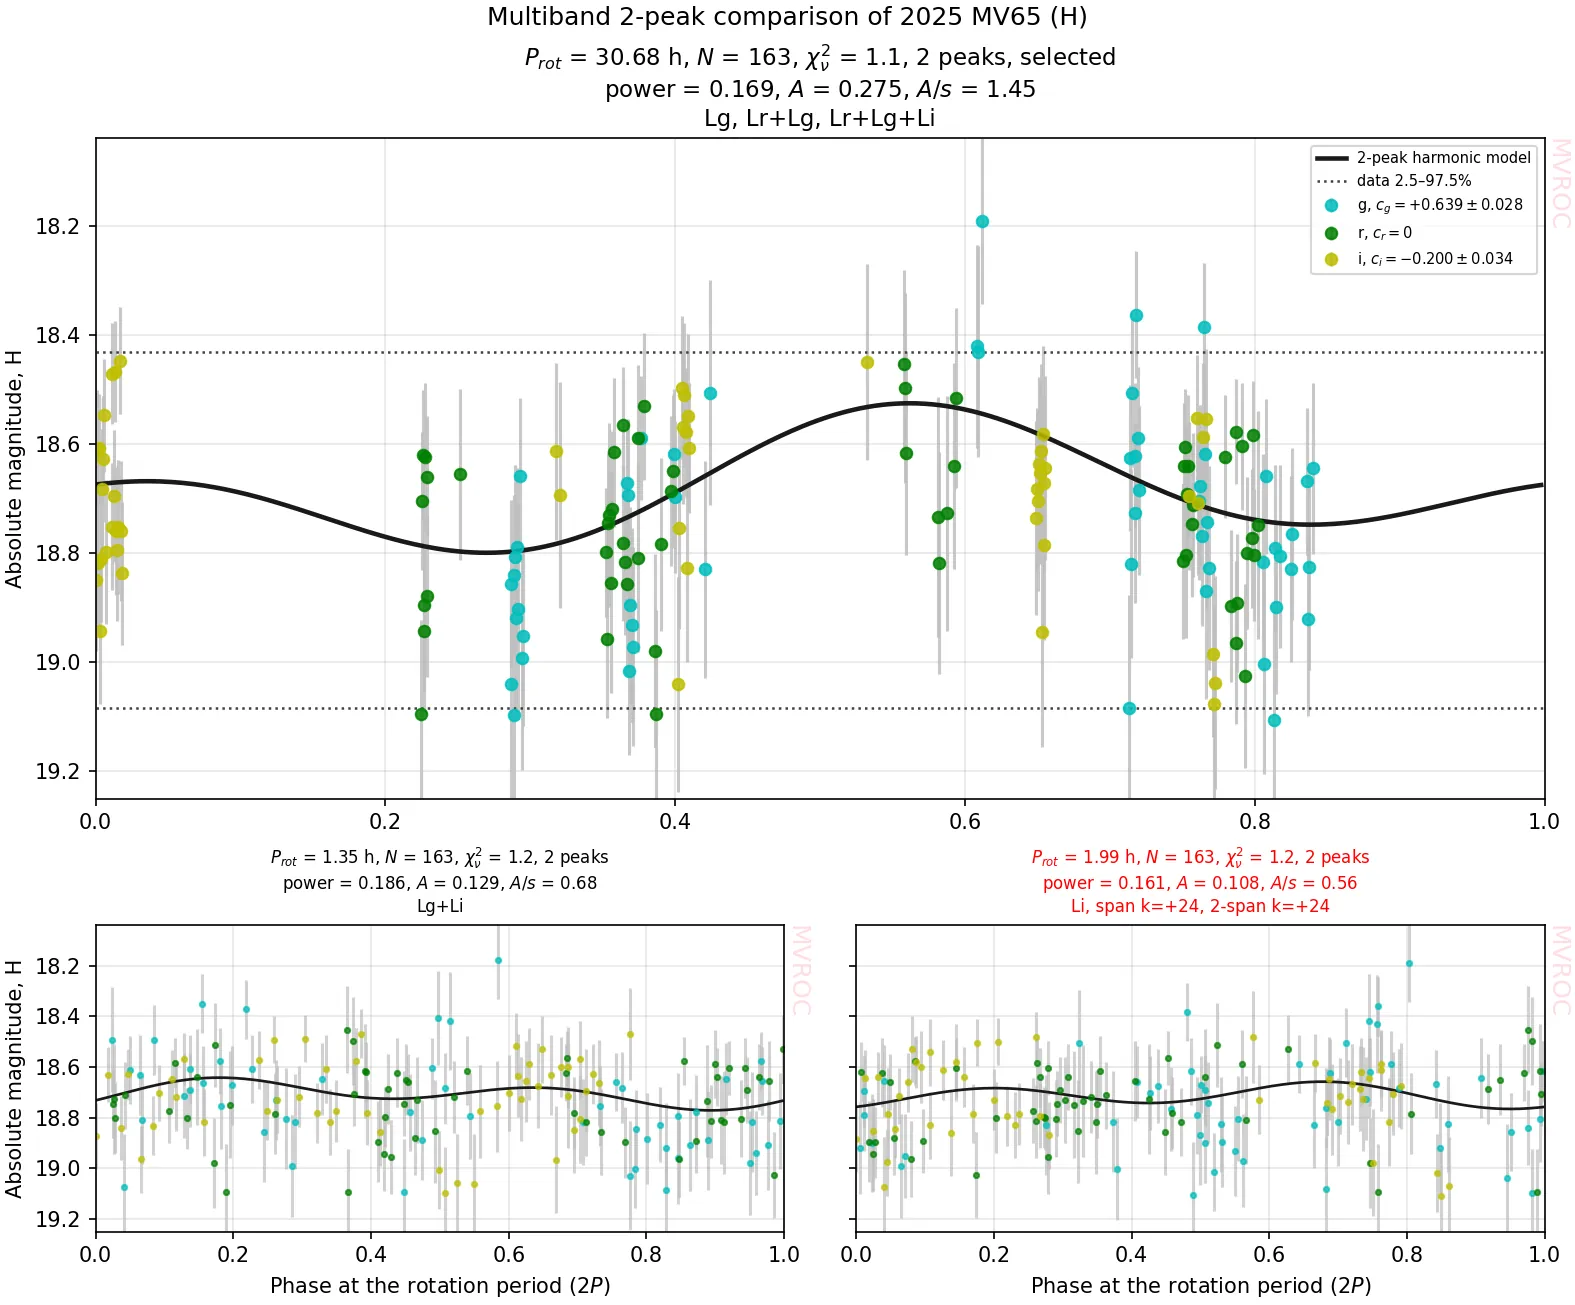 Multiband 2-peak comparison of 2025 MV65 (H)
P_rot = 30.68 h, N = 163, χ²_ν = 1.1, 2 peaks, selected
power = 0.169, A = 0.275, A/s = 1.45
Lg, Lr+Lg, Lr+Lg+Li
2-peak harmonic model
data 2.5–97.5%
g, c_g = +0.639 ± 0.028
r, c_r = 0
i, c_i = −0.200 ± 0.034
MVROC
Absolute magnitude, H
18.2
18.4
18.6
18.8
19.0
19.2
0.0 0.2 0.4 0.6 0.8 1.0
P_rot = 1.35 h, N = 163, χ²_ν = 1.2, 2 peaks
power = 0.186, A = 0.129, A/s = 0.68
Lg+Li
MVROC
Absolute magnitude, H
18.2
18.4
18.6
18.8
19.0
19.2
0.0 0.2 0.4 0.6 0.8 1.0
Phase at the rotation period (2P)
P_rot = 1.99 h, N = 163, χ²_ν = 1.2, 2 peaks
power = 0.161, A = 0.108, A/s = 0.56
Li, span k=+24, 2-span k=+24
MVROC
0.0 0.2 0.4 0.6 0.8 1.0
Phase at the rotation period (2P)